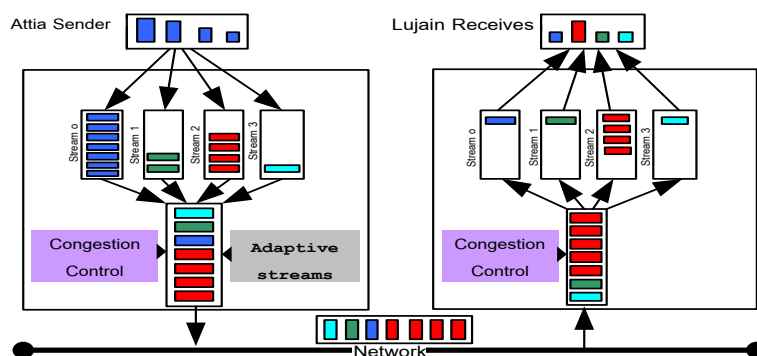 Attia Sender
Lujain Receives
Stream o
Stream 1
Stream 2
Stream 3
Stream o
Stream 1
Stream 2
Stream 3
Congestion
Control
Adaptive
streams
Congestion
Control
Network